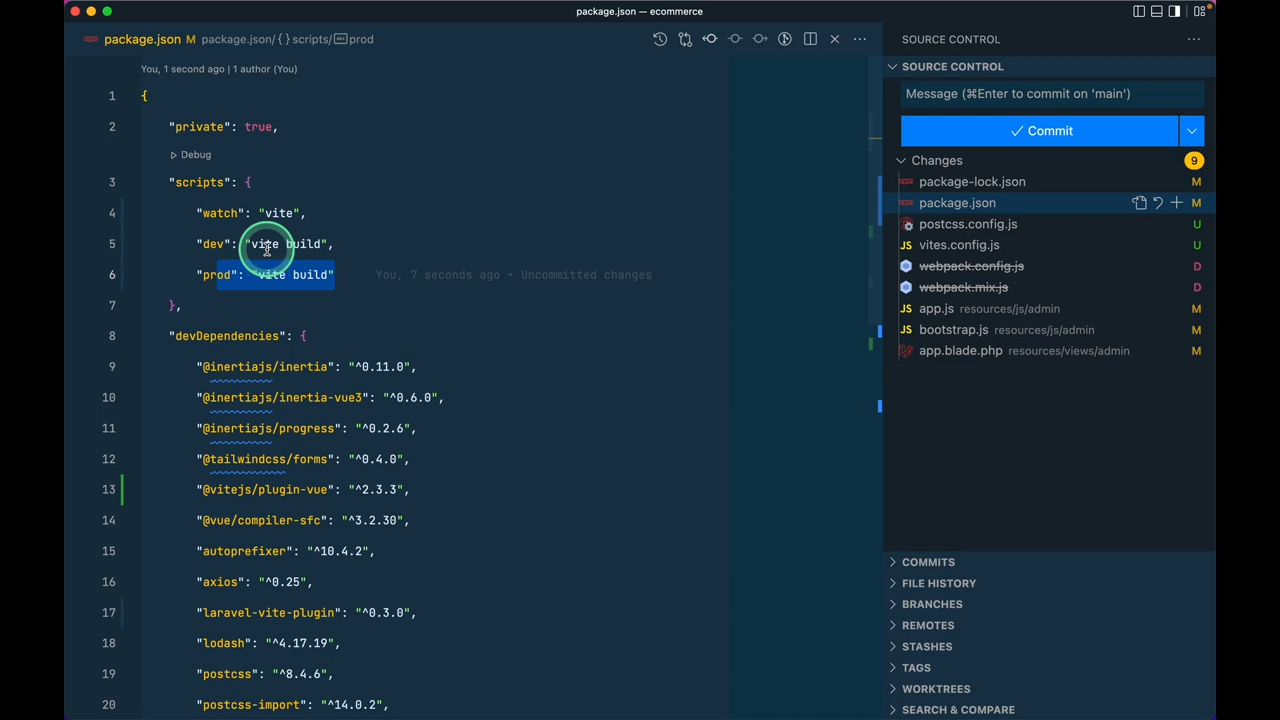 package.json — ecommerce
package.json M package.json/{} scripts/abc prod
You, 1 second ago | 1 author (You)
1 {
2 "private": true,
Debug
3 "scripts": {
4 "watch": "vite",
5 "dev": "vite build",
6 "prod": "vite build" You, 7 seconds ago • Uncommitted changes
7 },
8 "devDependencies": {
9 "@inertiajs/inertia": "^0.11.0",
10 "@inertiajs/inertia-vue3": "^0.6.0",
11 "@inertiajs/progress": "^0.2.6",
12 "@tailwindcss/forms": "^0.4.0",
13 "@vitejs/plugin-vue": "^2.3.3",
14 "@vue/compiler-sfc": "^3.2.30",
15 "autoprefixer": "^10.4.2",
16 "axios": "^0.25",
17 "laravel-vite-plugin": "^0.3.0",
18 "lodash": "^4.17.19",
19 "postcss": "^8.4.6",
20 "postcss-import": "^14.0.2",
SOURCE CONTROL
SOURCE CONTROL
Message (⌘Enter to commit on 'main')
Commit
Changes 9
package-lock.json M
package.json M
postcss.config.js U
JS vites.config.js U
webpack.config.js D
webpack.mix.js D
JS app.js resources/js/admin M
JS bootstrap.js resources/js/admin M
app.blade.php resources/views/admin M
COMMITS
FILE HISTORY
BRANCHES
REMOTES
STASHES
TAGS
WORKTREES
SEARCH & COMPARE